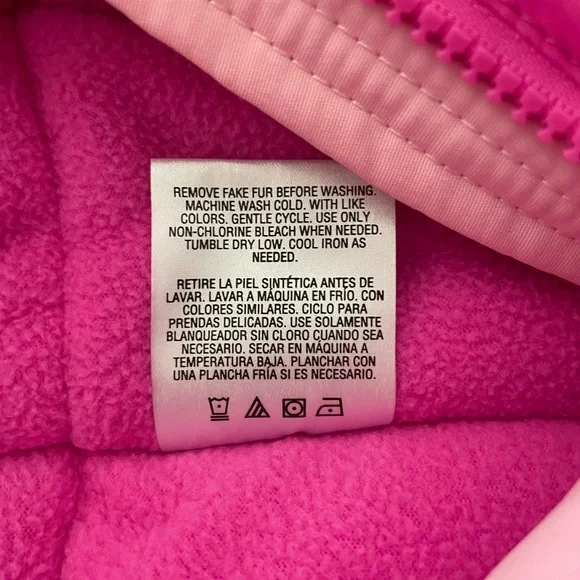 REMOVE FAKE FUR BEFORE WASHING.
MACHINE WASH COLD. WITH LIKE
COLORS. GENTLE CYCLE. USE ONLY
NON-CHLORINE BLEACH WHEN NEEDED.
TUMBLE DRY LOW. COOL IRON AS
NEEDED.
RETIRE LA PIEL SINTÉTICA ANTES DE
LAVAR. LAVAR A MÁQUINA EN FRÍO. CON
COLORES SIMILARES. CICLO PARA
PRENDAS DELICADAS. USE SOLAMENTE
BLANQUEADOR SIN CLORO CUANDO SEA
NECESARIO. SECAR EN MÁQUINA A
TEMPERATURA BAJA. PLANCHAR CON
UNA PLANCHA FRÍA SI ES NECESARIO.